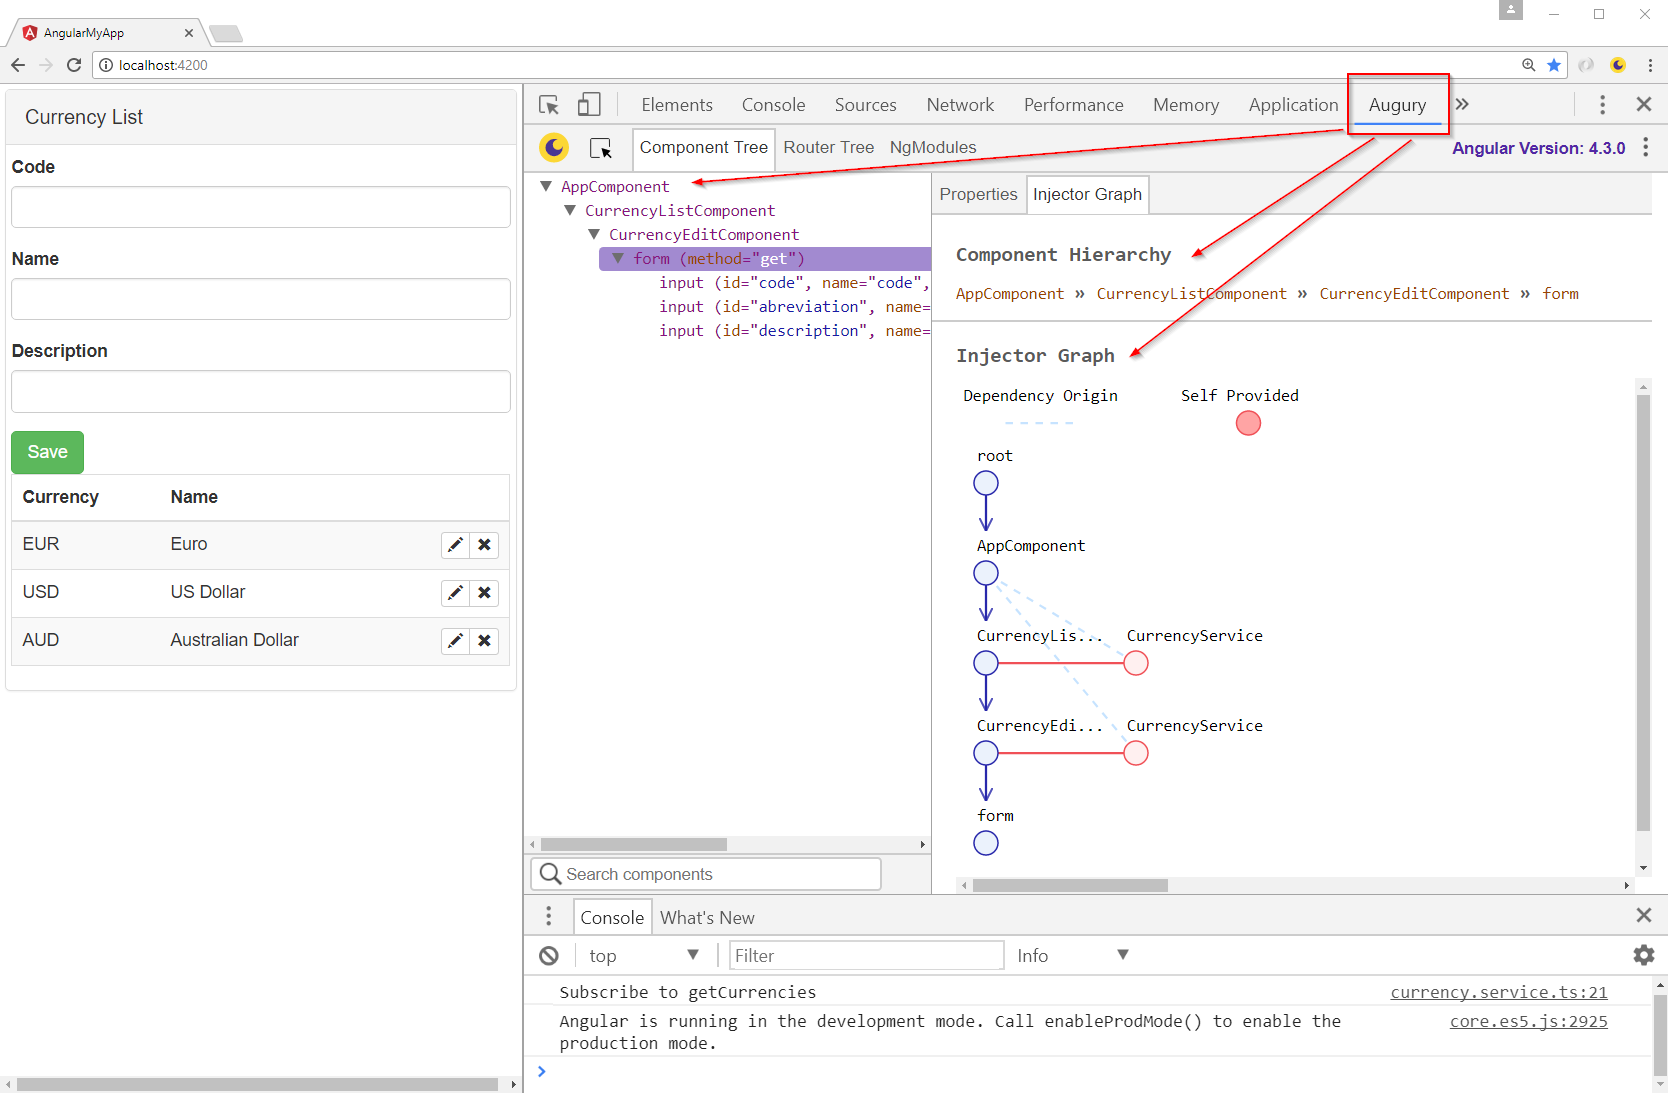 AngularMyApp
localhost:4200
Currency List
Code
Name
Description
Save
Currency Name
EUR Euro
USD US Dollar
AUD Australian Dollar
Elements Console Sources Network Performance Memory Application Augury »
Component Tree Router Tree NgModules Angular Version: 4.3.0
AppComponent
CurrencyListComponent
CurrencyEditComponent
form (method="get")
input (id="code", name="code",
input (id="abreviation", name=
input (id="description", name=
Search components
Properties Injector Graph
Component Hierarchy
AppComponent » CurrencyListComponent » CurrencyEditComponent » form
Injector Graph
Dependency Origin Self Provided
root
AppComponent
CurrencyLis... CurrencyService
CurrencyEdi... CurrencyService
form
Console What's New
top Filter Info
Subscribe to getCurrencies currency.service.ts:21
Angular is running in the development mode. Call enableProdMode() to enable the core.es5.js:2925
production mode.